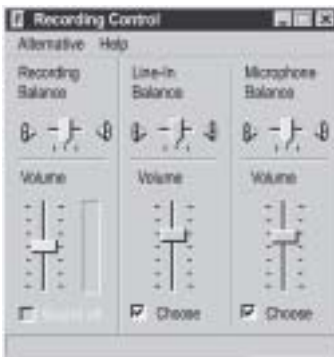 Recording Control
Alternative Help
Recording Balance
Line-In Balance
Microphone Balance
Volume
Volume
Volume
Choose
Choose